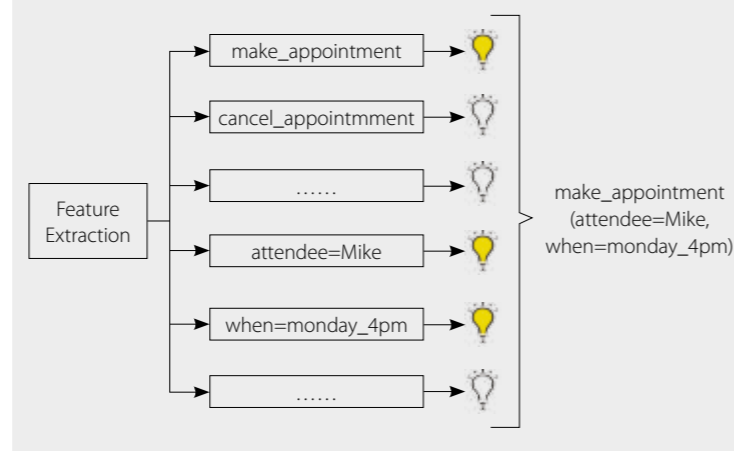 make_appointment
cancel_appointmment
......
Feature
Extraction
attendee=Mike
when=monday_4pm
......
make_appointment
(attendee=Mike,
when=monday_4pm)